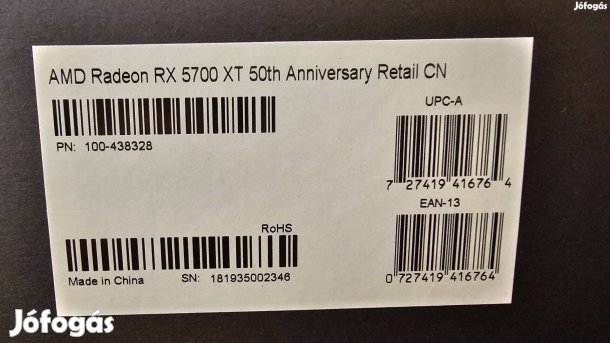 Jófogás
AMD Radeon RX 5700 XT 50th Anniversary Retail CN
UPC-A
PN: 100-438328
7 27419 41676 4
EAN-13
RoHS
Made in China SN: 181935002346
0 727419 416764
Jófogás